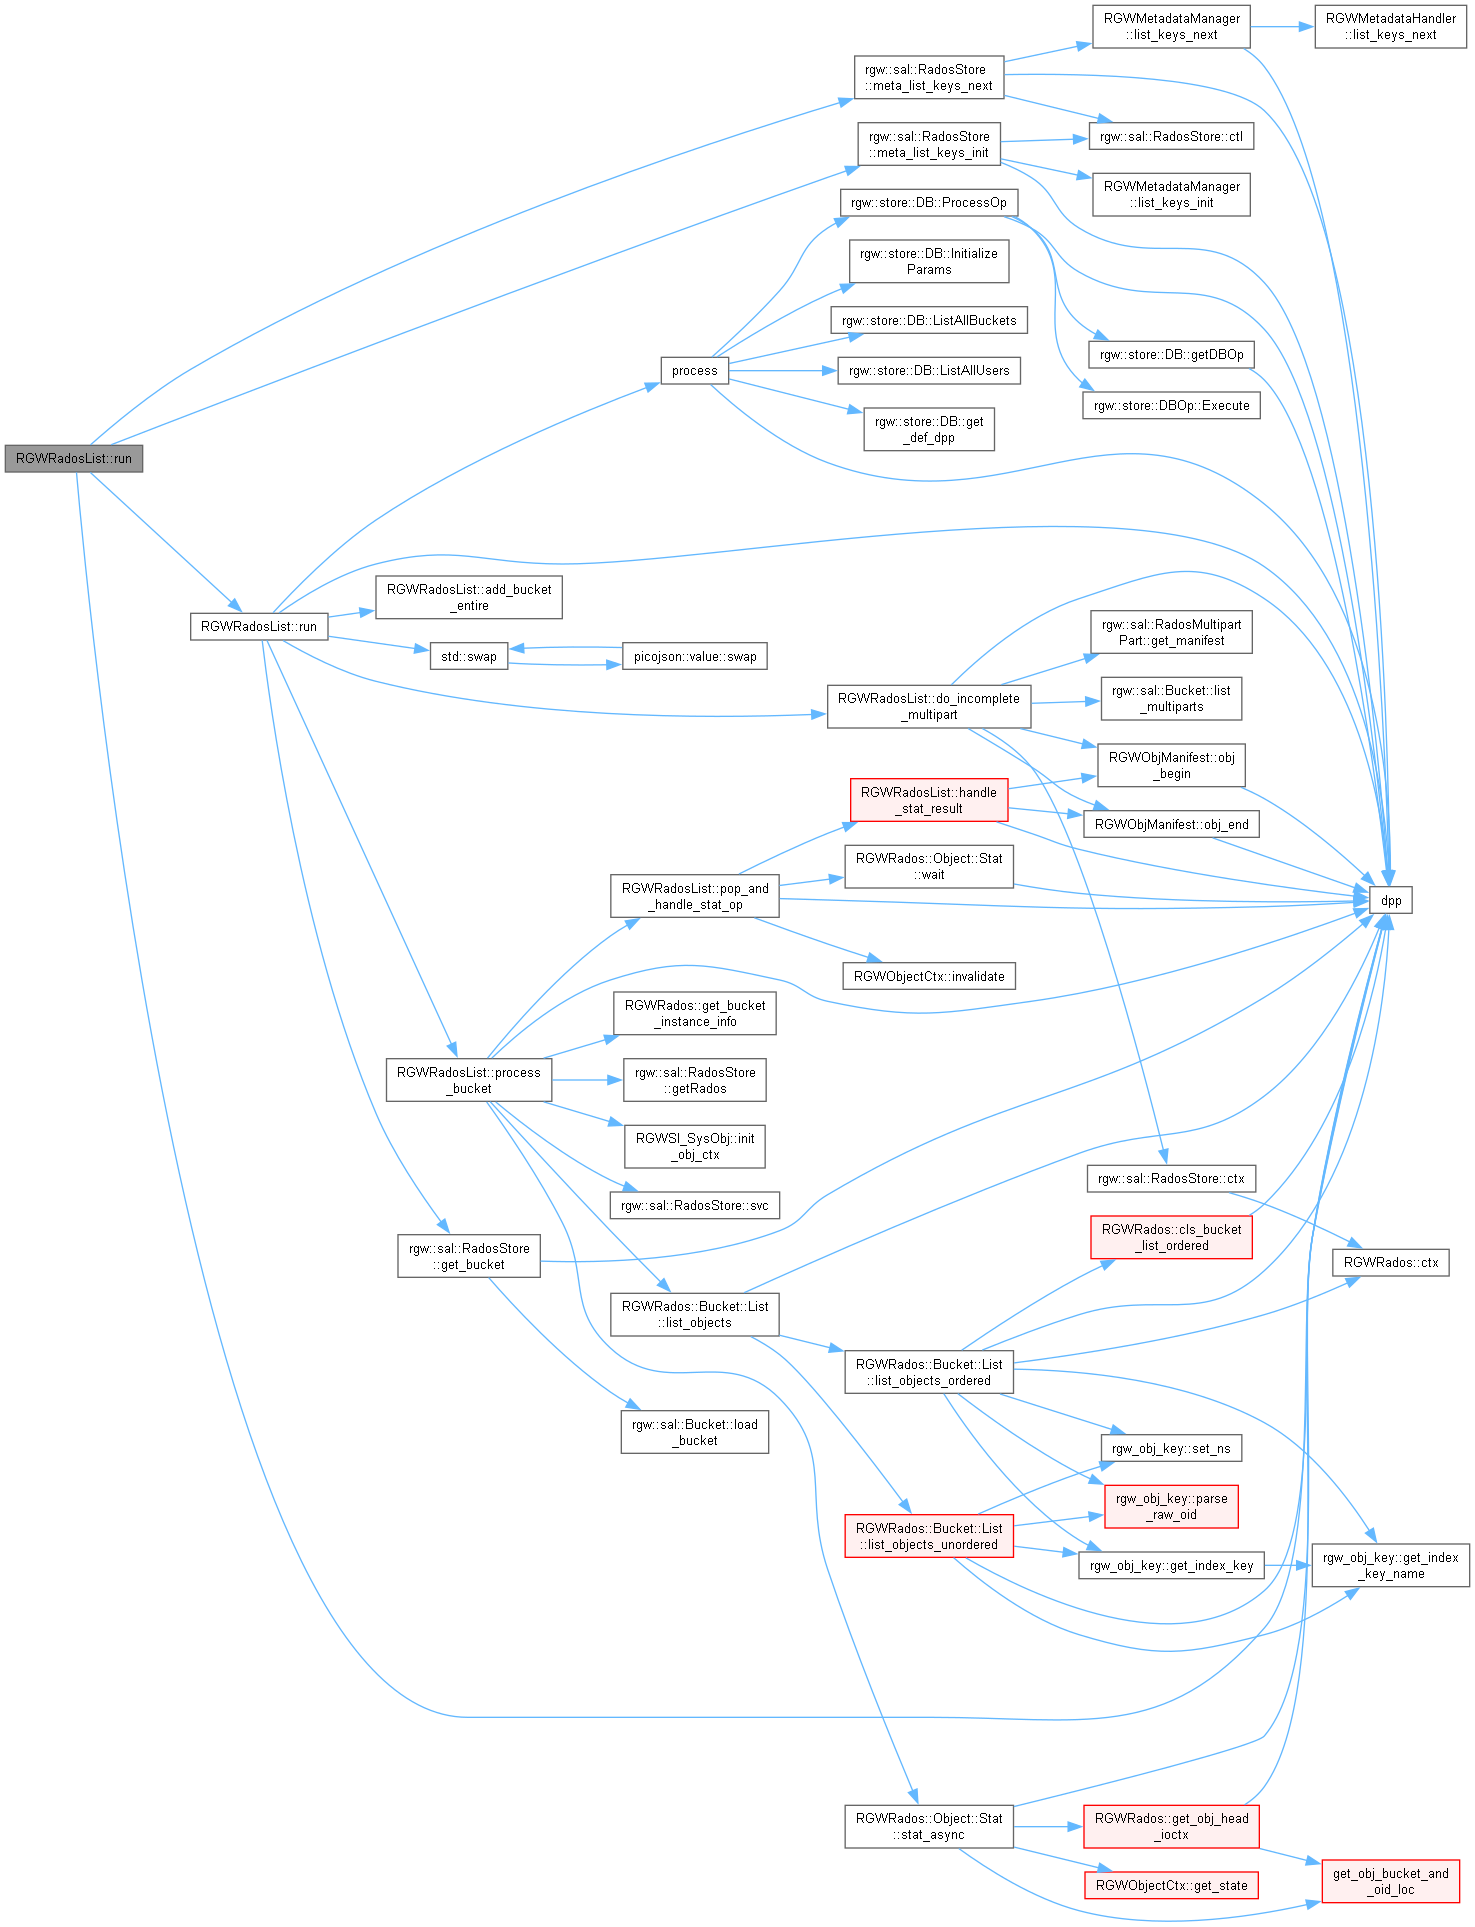 RGWMetadataManager
::list_keys_next
RGWMetadataHandler
::list_keys_next
rgw::sal::RadosStore
::meta_list_keys_next
rgw::sal::RadosStore::ctl
rgw::sal::RadosStore
::meta_list_keys_init
RGWMetadataManager
::list_keys_init
rgw::store::DB::ProcessOp
rgw::store::DB::Initialize
Params
rgw::store::DB::ListAllBuckets
rgw::store::DB::getDBOp
process
rgw::store::DB::ListAllUsers
rgw::store::DBOp::Execute
rgw::store::DB::get
_def_dpp
RGWRadosList::run
RGWRadosList::add_bucket
_entire
RGWRadosList::run
std::swap
picojson::value::swap
rgw::sal::RadosMultipart
Part::get_manifest
RGWRadosList::do_incomplete
_multipart
rgw::sal::Bucket::list
_multiparts
RGWObjManifest::obj
_begin
RGWRadosList::handle
_stat_result
RGWObjManifest::obj_end
RGWRados::Object::Stat
::wait
RGWRadosList::pop_and
_handle_stat_op
dpp
RGWObjectCtx::invalidate
RGWRados::get_bucket
_instance_info
RGWRadosList::process
_bucket
rgw::sal::RadosStore
::getRados
RGWSI_SysObj::init
_obj_ctx
rgw::sal::RadosStore::svc
rgw::sal::RadosStore::ctx
RGWRados::cls_bucket
_list_ordered
rgw::sal::RadosStore
::get_bucket
RGWRados::ctx
RGWRados::Bucket::List
::list_objects
RGWRados::Bucket::List
::list_objects_ordered
rgw::sal::Bucket::load
_bucket
rgw_obj_key::set_ns
rgw_obj_key::parse
_raw_oid
RGWRados::Bucket::List
::list_objects_unordered
rgw_obj_key::get_index_key
rgw_obj_key::get_index
_key_name
RGWRados::Object::Stat
::stat_async
RGWRados::get_obj_head
_ioctx
RGWObjectCtx::get_state
get_obj_bucket_and
_oid_loc